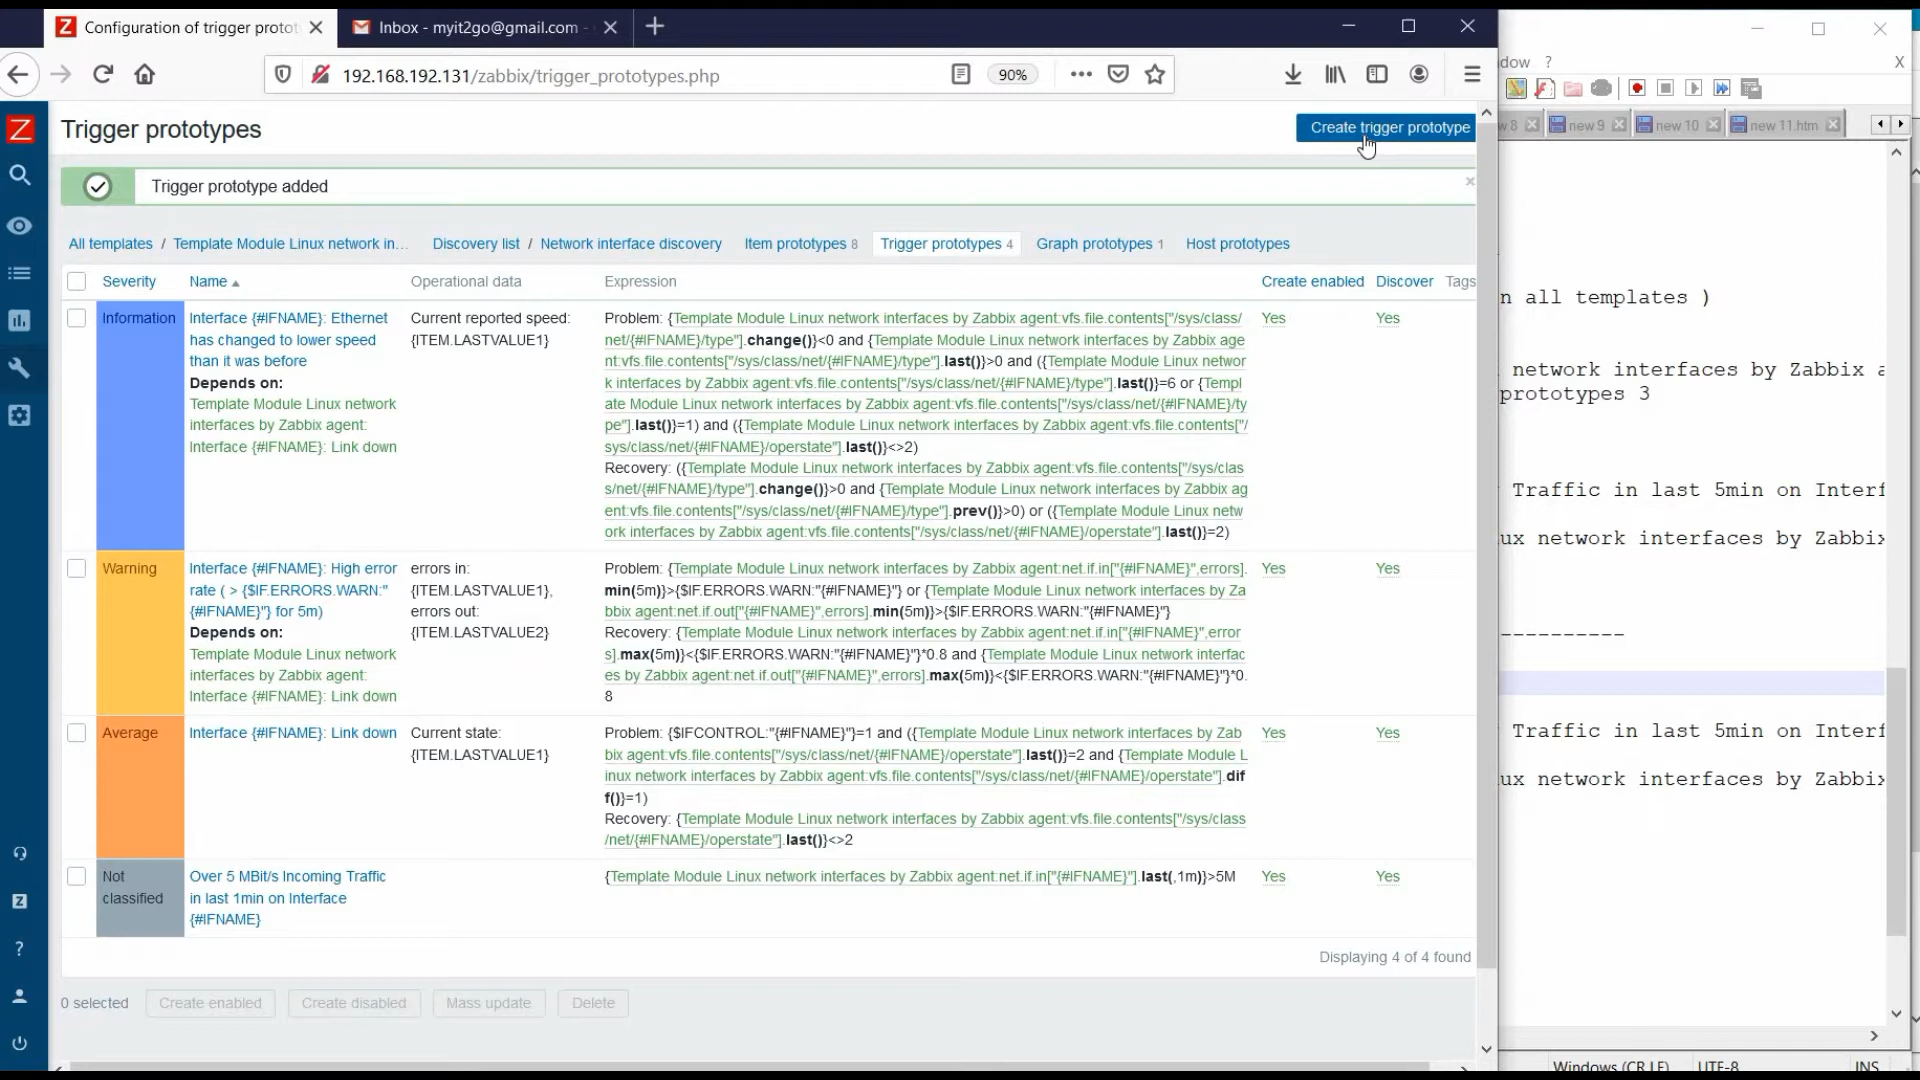 Configuration of trigger protot
Inbox - myit2go@gmail.com -
192.168.192.131/zabbix/trigger_prototypes.php
90%
Trigger prototypes
Create trigger prototype
Trigger prototype added
All templates / Template Module Linux network in... Discovery list / Network interface discovery Item prototypes 8 Trigger prototypes 4 Graph prototypes 1 Host prototypes
Severity Name Operational data Expression Create enabled Discover Tags
Information
Interface {#IFNAME}: Ethernet
has changed to lower speed
than it was before
Depends on:
Template Module Linux network
interfaces by Zabbix agent:
Interface {#IFNAME}: Link down
Current reported speed:
{ITEM.LASTVALUE1}
Problem: {Template Module Linux network interfaces by Zabbix agent:vfs.file.contents["/sys/class/
net/{#IFNAME}/type"].change()}<0 and {Template Module Linux network interfaces by Zabbix age
nt:vfs.file.contents["/sys/class/net/{#IFNAME}/type"].last()}>0 and ({Template Module Linux networ
k interfaces by Zabbix agent:vfs.file.contents["/sys/class/net/{#IFNAME}/type"].last()}=6 or {Templ
ate Module Linux network interfaces by Zabbix agent:vfs.file.contents["/sys/class/net/{#IFNAME}/ty
pe"].last()}=1) and ({Template Module Linux network interfaces by Zabbix agent:vfs.file.contents["/
sys/class/net/{#IFNAME}/operstate"].last()}<>2)
Recovery: ({Template Module Linux network interfaces by Zabbix agent:vfs.file.contents["/sys/clas
s/net/{#IFNAME}/type"].change()}>0 and {Template Module Linux network interfaces by Zabbix ag
ent:vfs.file.contents["/sys/class/net/{#IFNAME}/type"].prev()}>0) or ({Template Module Linux netw
ork interfaces by Zabbix agent:vfs.file.contents["/sys/class/net/{#IFNAME}/operstate"].last()}=2)
Yes
Yes
Warning
Interface {#IFNAME}: High error
rate ( > {$IF.ERRORS.WARN:"
{#IFNAME}"} for 5m)
Depends on:
Template Module Linux network
interfaces by Zabbix agent:
Interface {#IFNAME}: Link down
errors in:
{ITEM.LASTVALUE1},
errors out:
{ITEM.LASTVALUE2}
Problem: {Template Module Linux network interfaces by Zabbix agent:net.if.in["{#IFNAME}",errors].
min(5m)}>{$IF.ERRORS.WARN:"{#IFNAME}"} or {Template Module Linux network interfaces by Za
bbix agent:net.if.out["{#IFNAME}",errors].min(5m)}>{$IF.ERRORS.WARN:"{#IFNAME}"}
Recovery: {Template Module Linux network interfaces by Zabbix agent:net.if.in["{#IFNAME}",error
s].max(5m)}<{$IF.ERRORS.WARN:"{#IFNAME}"}*0.8 and {Template Module Linux network interfac
es by Zabbix agent:net.if.out["{#IFNAME}",errors].max(5m)}<{$IF.ERRORS.WARN:"{#IFNAME}"}*0.
8
Yes
Yes
Average
Interface {#IFNAME}: Link down
Current state:
{ITEM.LASTVALUE1}
Problem: {$IFCONTROL:"{#IFNAME}"}=1 and ({Template Module Linux network interfaces by Zab
bix agent:vfs.file.contents["/sys/class/net/{#IFNAME}/operstate"].last()}=2 and {Template Module L
inux network interfaces by Zabbix agent:vfs.file.contents["/sys/class/net/{#IFNAME}/operstate"].dif
f()}=1)
Recovery: {Template Module Linux network interfaces by Zabbix agent:vfs.file.contents["/sys/class
/net/{#IFNAME}/operstate"].last()}<>2
Yes
Yes
Not
classified
Over 5 MBit/s Incoming Traffic
in last 1min on Interface
{#IFNAME}
{Template Module Linux network interfaces by Zabbix agent:net.if.in["{#IFNAME}"].last(,1m)}>5M
Yes
Yes
Displaying 4 of 4 found
0 selected Create enabled Create disabled Mass update Delete
Z
Z
?
dow ?
X
w 8 new 9 new 10 new 11.htm
n all templates )
network interfaces by Zabbix a
prototypes 3
Traffic in last 5min on Interf
ux network interfaces by Zabbix
----------
Traffic in last 5min on Interf
ux network interfaces by Zabbix
Windows (CR LF) UTF-8 INS